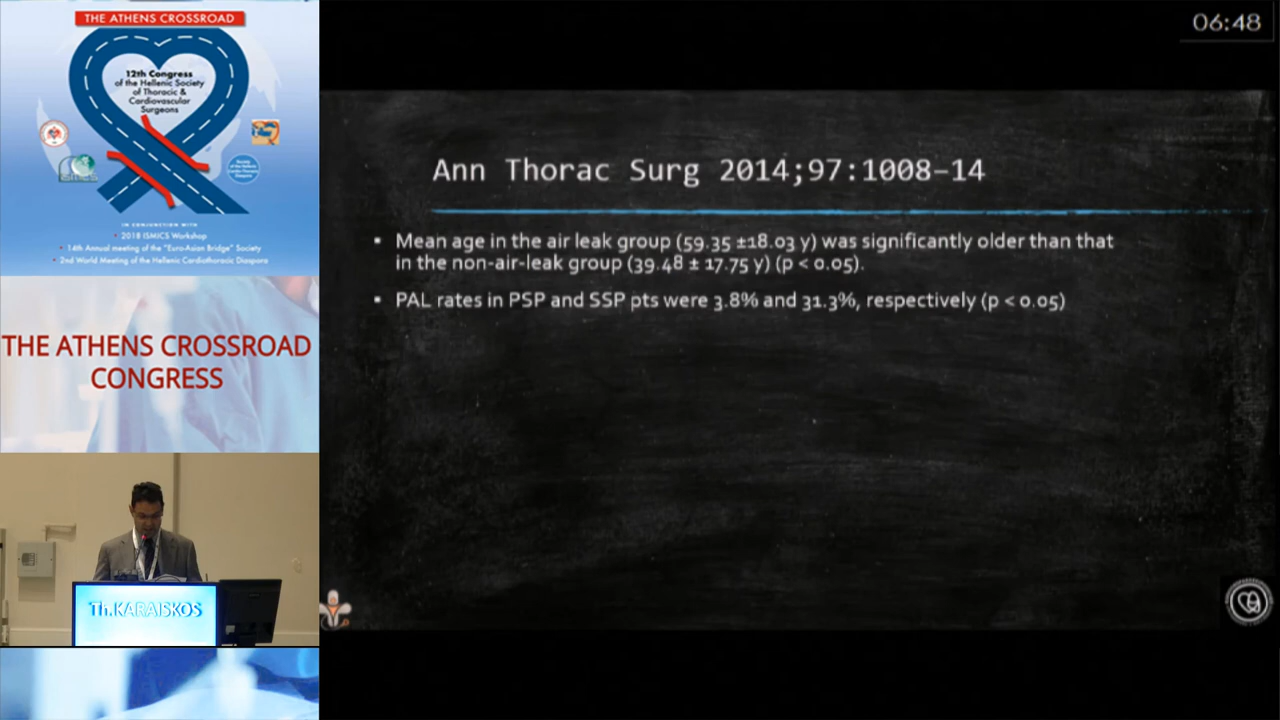 THE ATHENS CROSSROAD
12th Congress
of the Hellenic Society
of Thoracic &
Cardiovascular
Surgeons
ISMICS
IN CONJUNCTION WITH
• 2018 ISMICS Workshop
• 14th Annual meeting of the "Euro-Asian Bridge" Society
• 2nd World Meeting of the Hellenic Cardiothoracic Diaspora
THE ATHENS CROSSROAD
CONGRESS
Th.KARAISKOS
06:48
Ann Thorac Surg 2014;97:1008–14
▪ Mean age in the air leak group (59.35 ±18.03 y) was significantly older than that
in the non-air-leak group (39.48 ± 17.75 y) (p < 0.05).
▪ PAL rates in PSP and SSP pts were 3.8% and 31.3%, respectively (p < 0.05)